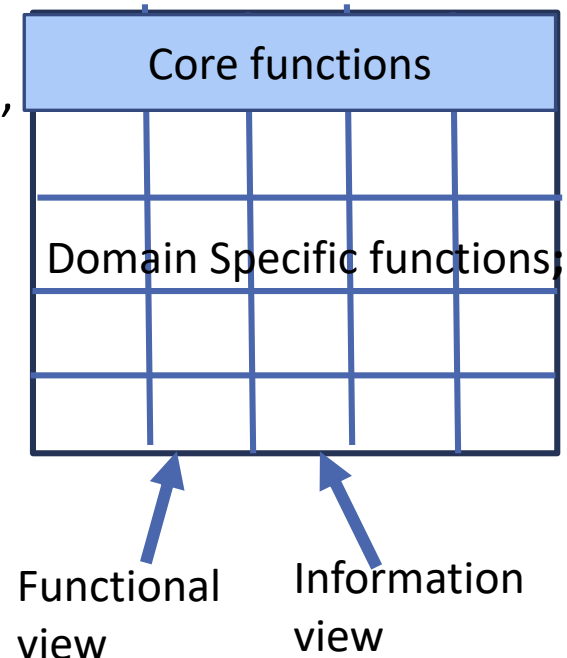 Core functions
,
Domain Specific functions;
Functional
view
Information
view